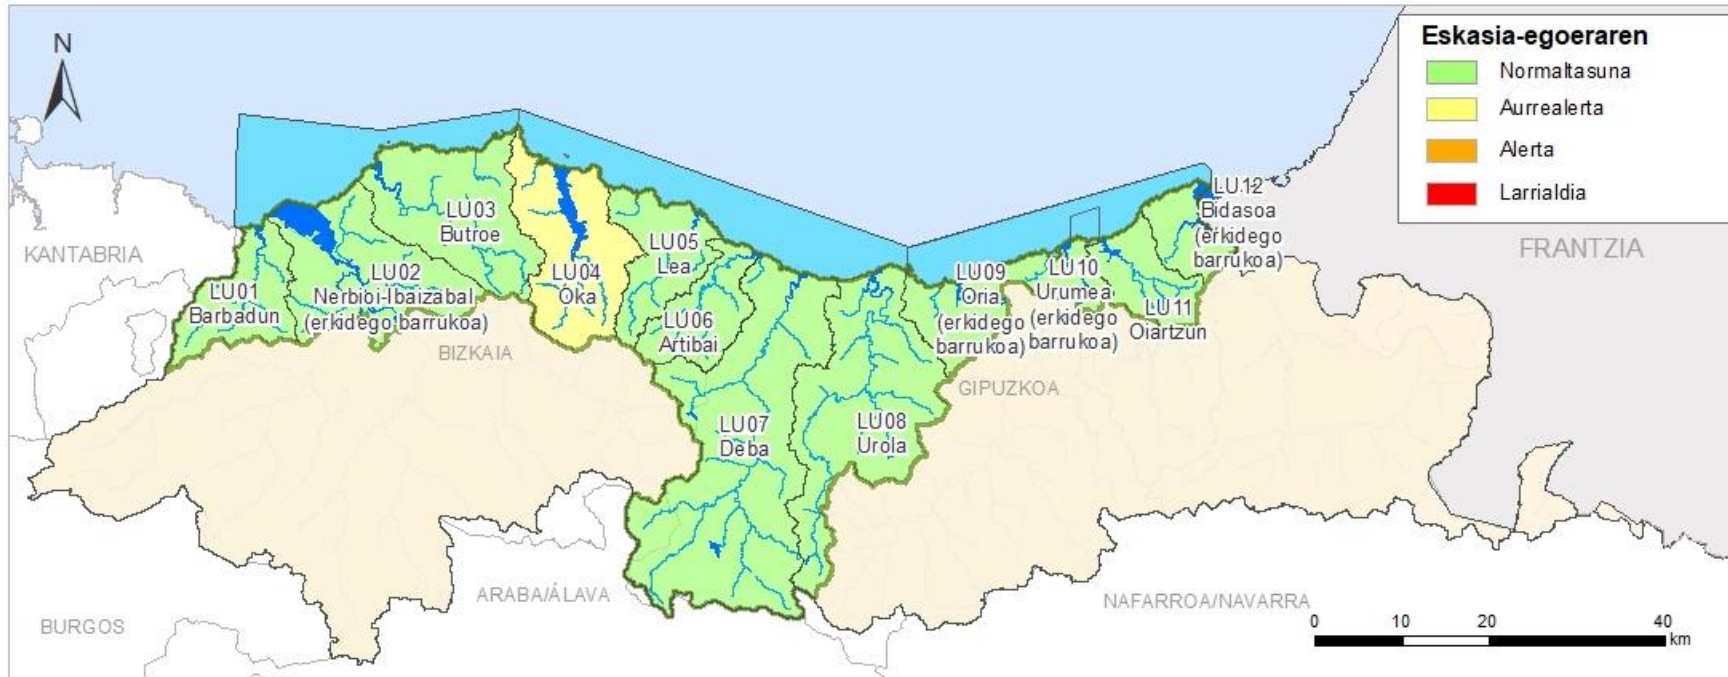 N
Eskasia-egoeraren
Normaltasuna
Aurrealerta
Alerta
Larrialdia
KANTABRIA
FRANTZIA
LU01
Barbadun
LU02
Nerbioi-Ibaizabal
(erkidego barrukoa)
LU03
Butroe
LU04
Oka
LU05
Lea
LU06
Artibai
LU07
Deba
LU08
Urola
LU09
Oria
(erkidego
barrukoa)
LU10
Urumea
(erkidego
barrukoa)
LU11
Oiartzun
LU12
Bidasoa
(erkidego
barrukoa)
BIZKAIA
GIPUZKOA
ARABA/ÁLAVA
NAFARROA/NAVARRA
BURGOS
0 10 20 40
km